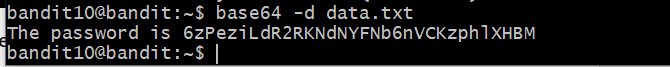 bandit10@bandit:~$ base64 -d data.txt
The password is 6zPeziLdR2RKNdNYFNb6nVCKzphlXHBM
bandit10@bandit:~$